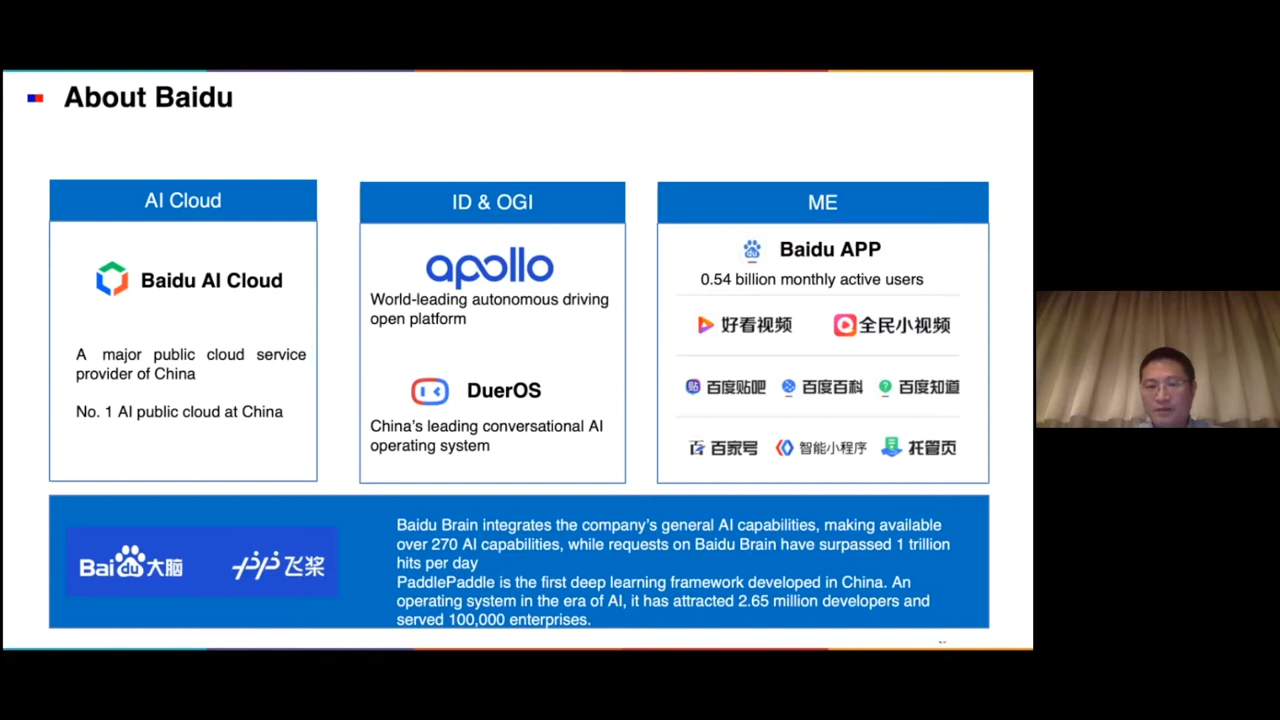 About Baidu
AI Cloud
Baidu AI Cloud
A major public cloud service
provider of China
No. 1 AI public cloud at China
ID & OGI
apollo
World-leading autonomous driving
open platform
DuerOS
China's leading conversational AI
operating system
ME
du
Baidu APP
0.54 billion monthly active users
好看视频
全民小视频
贴 百度贴吧
百度百科
? 百度知道
百家号
智能小程序
托管页
Baidu大脑
飞桨
Baidu Brain integrates the company's general AI capabilities, making available
over 270 AI capabilities, while requests on Baidu Brain have surpassed 1 trillion
hits per day
PaddlePaddle is the first deep learning framework developed in China. An
operating system in the era of AI, it has attracted 2.65 million developers and
served 100,000 enterprises.